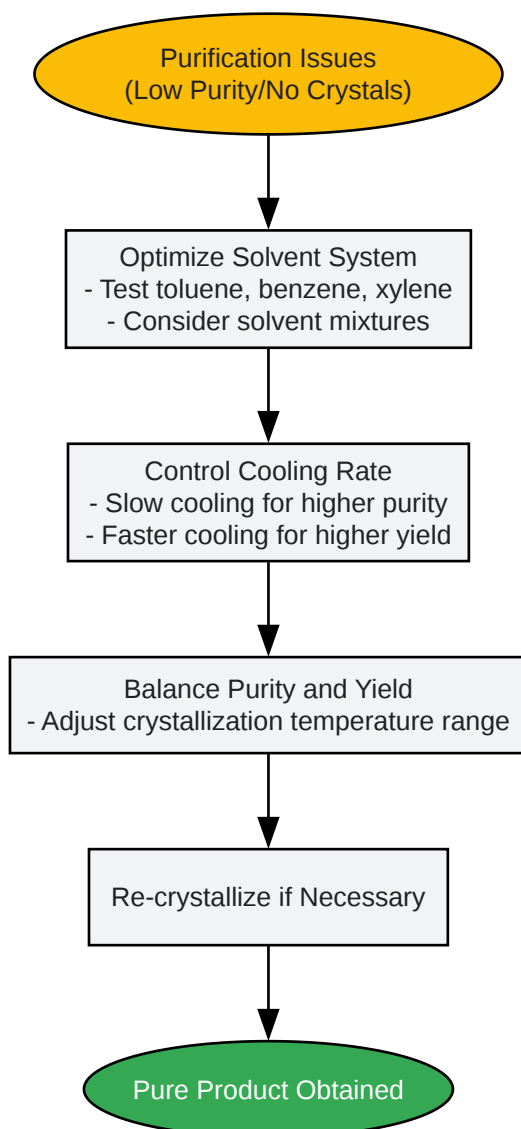 Purification Issues
(Low Purity/No Crystals)
Optimize Solvent System
- Test toluene, benzene, xylene
- Consider solvent mixtures
Control Cooling Rate
- Slow cooling for higher purity
- Faster cooling for higher yield
Balance Purity and Yield
- Adjust crystallization temperature range
Re-crystallize if Necessary
Pure Product Obtained